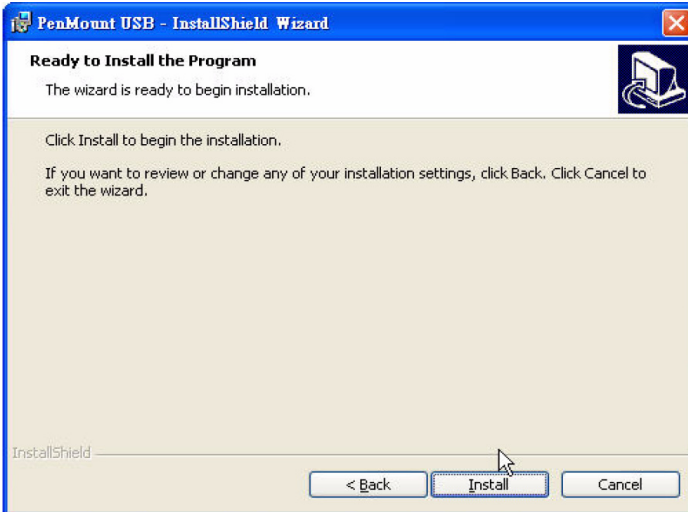 PenMount USB - InstallShield Wizard
Ready to Install the Program
The wizard is ready to begin installation.
Click Install to begin the installation.
If you want to review or change any of your installation settings, click Back. Click Cancel to
exit the wizard.
InstallShield
< Back Install Cancel